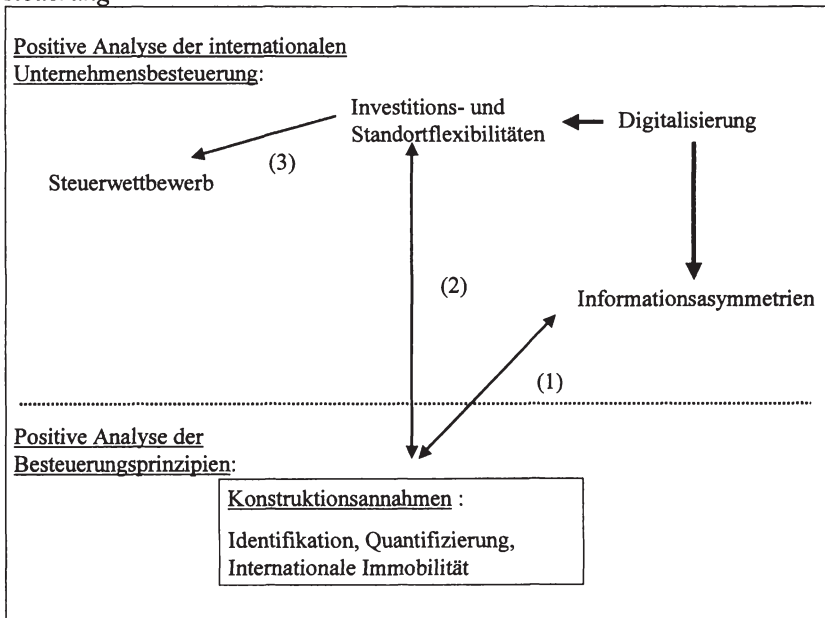 Positive Analyse der internationalen
Unternehmensbesteuerung:
Investitions- und
Standortflexibilitäten
Digitalisierung
(3)
Steuerwettbewerb
(2)
Informationsasymmetrien
(1)
Positive Analyse der
Besteuerungsprinzipien:
Konstruktionsannahmen :
Identifikation, Quantifizierung,
Internationale Immobilität